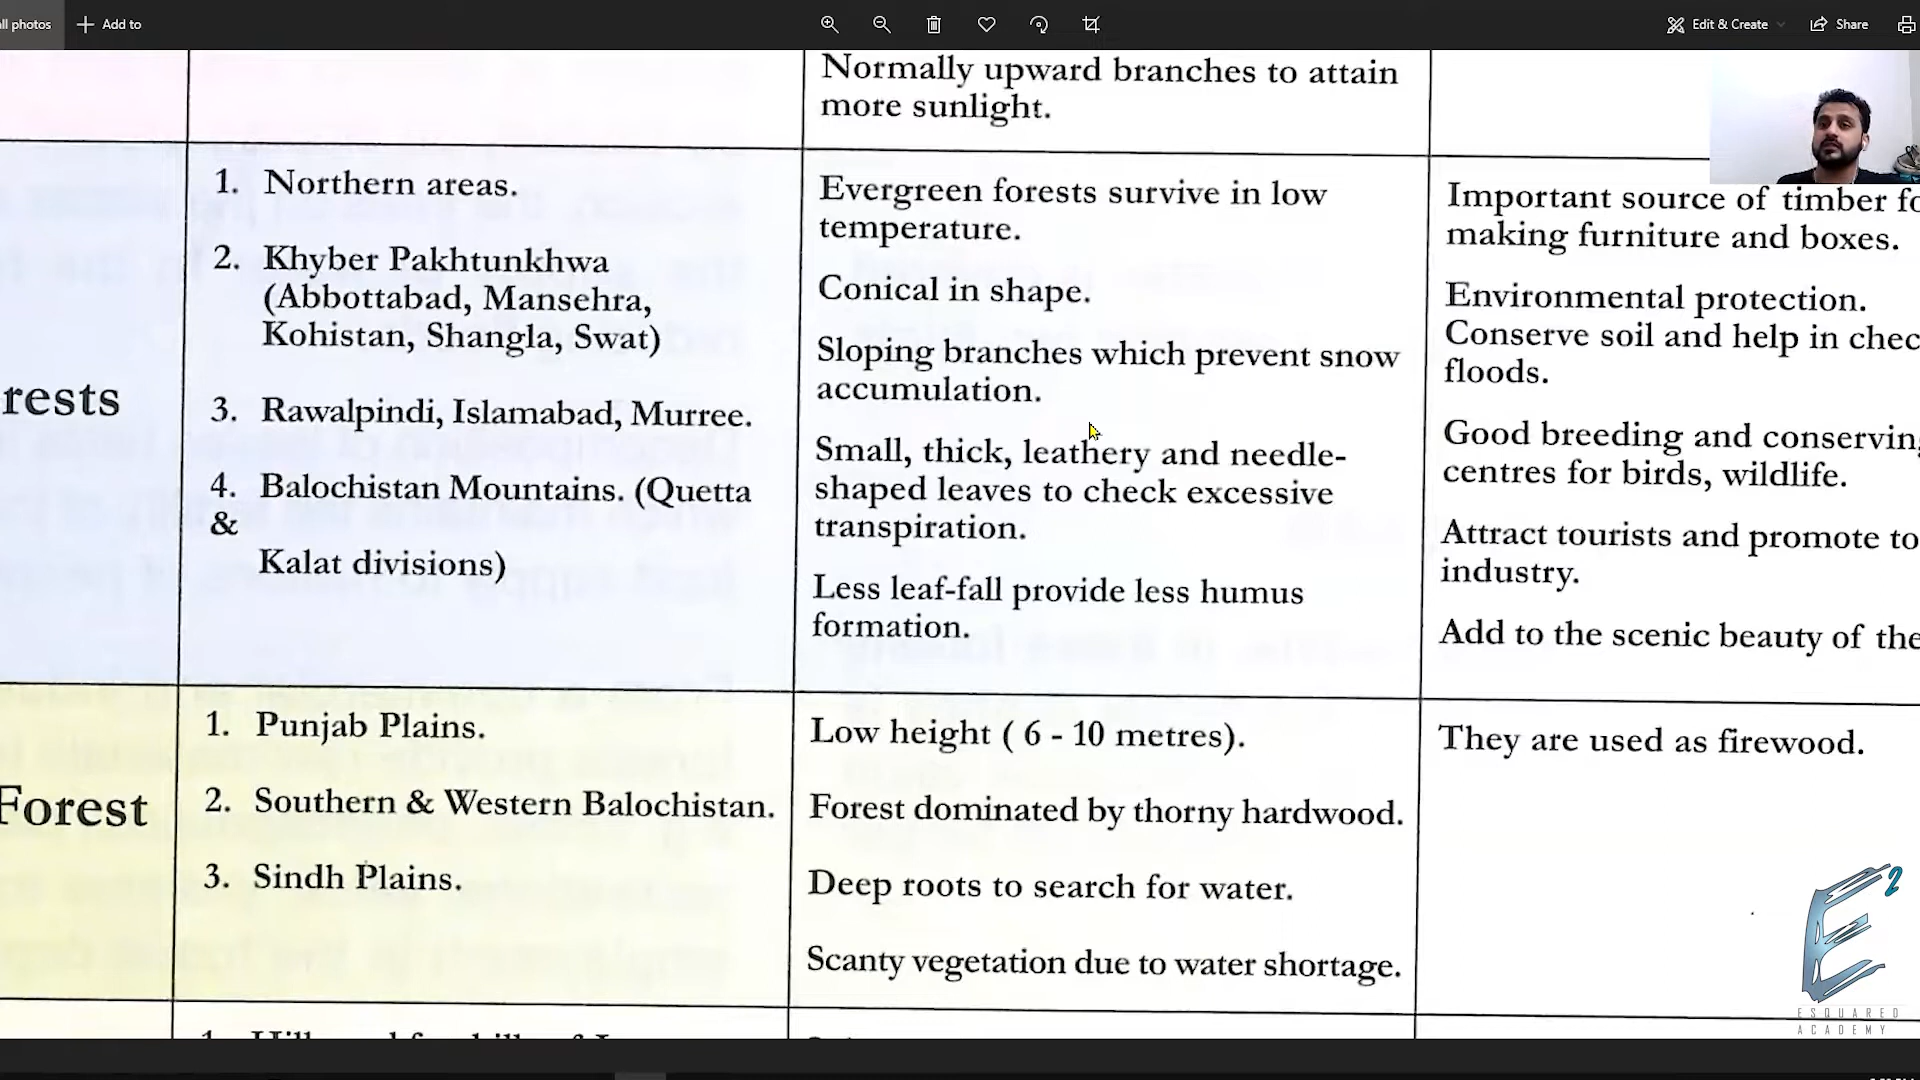 all photos
Add to
Edit & Create
Share
Normally upward branches to attain
more sunlight.
rests
1. Northern areas.
2. Khyber Pakhtunkhwa
(Abbottabad, Mansehra,
Kohistan, Shangla, Swat)
3. Rawalpindi, Islamabad, Murree.
4. Balochistan Mountains. (Quetta
&
Kalat divisions)
Evergreen forests survive in low
temperature.
Conical in shape.
Sloping branches which prevent snow
accumulation.
Small, thick, leathery and needle-
shaped leaves to check excessive
transpiration.
Less leaf-fall provide less humus
formation.
Important source of timber fo
making furniture and boxes.
Environmental protection.
Conserve soil and help in chec
floods.
Good breeding and conserving
centres for birds, wildlife.
Attract tourists and promote to
industry.
Add to the scenic beauty of the
Forest
1. Punjab Plains.
2. Southern & Western Balochistan.
3. Sindh Plains.
Low height ( 6 - 10 metres).
Forest dominated by thorny hardwood.
Deep roots to search for water.
Scanty vegetation due to water shortage.
They are used as firewood.
E2
ESQUARED
ACADEMY